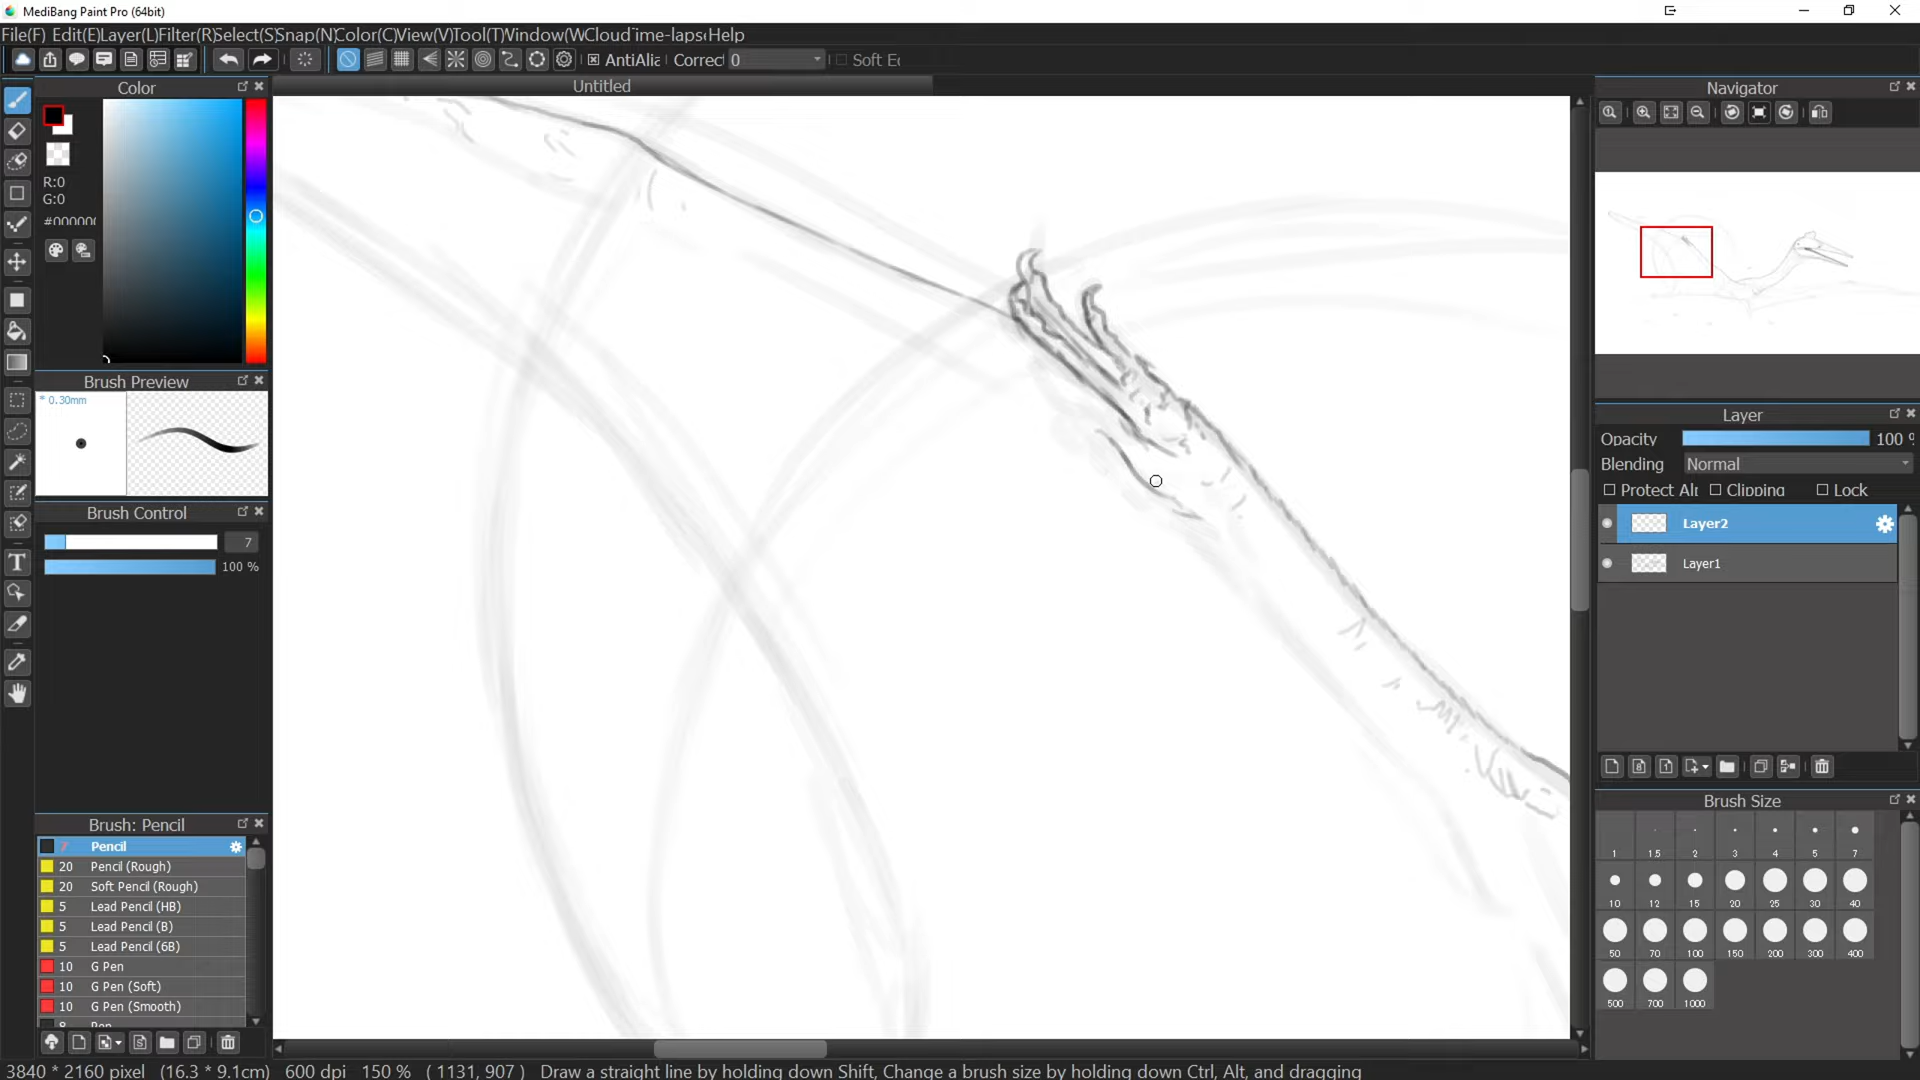 MediBang Paint Pro (64bit)
File(F) Edit(E) Layer(L) Filter(R) Select(S) Snap(N) Color(C) View(V) Tool(T) Window(W) Cloud Time-lapse Help
AntiAlia Correct 0 Soft Ec
Color
Untitled
Navigator
R:0
G:0
#000000
Brush Preview
* 0.30mm
Layer
Opacity 100 %
Blending Normal
Protect Alp Clipping Lock
Brush Control
7
100 %
Layer2
Layer1
Brush: Pencil
7 Pencil
20 Pencil (Rough)
20 Soft Pencil (Rough)
5 Lead Pencil (HB)
5 Lead Pencil (B)
5 Lead Pencil (6B)
10 G Pen
10 G Pen (Soft)
10 G Pen (Smooth)
8 Pen
Brush Size
1 1.5 2 3 4 5 7
10 12 15 20 25 30 40
50 70 100 150 200 300 400
500 700 1000
3840 * 2160 pixel (16.3 * 9.1cm) 600 dpi 150 % ( 1131, 907 ) Draw a straight line by holding down Shift, Change a brush size by holding down Ctrl, Alt, and dragging